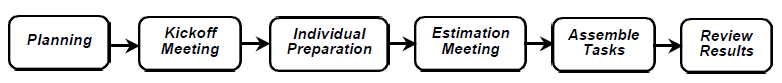 Planning
Kickoff
Meeting
Individual
Preparation
Estimation
Meeting
Assemble
Tasks
Review
Results